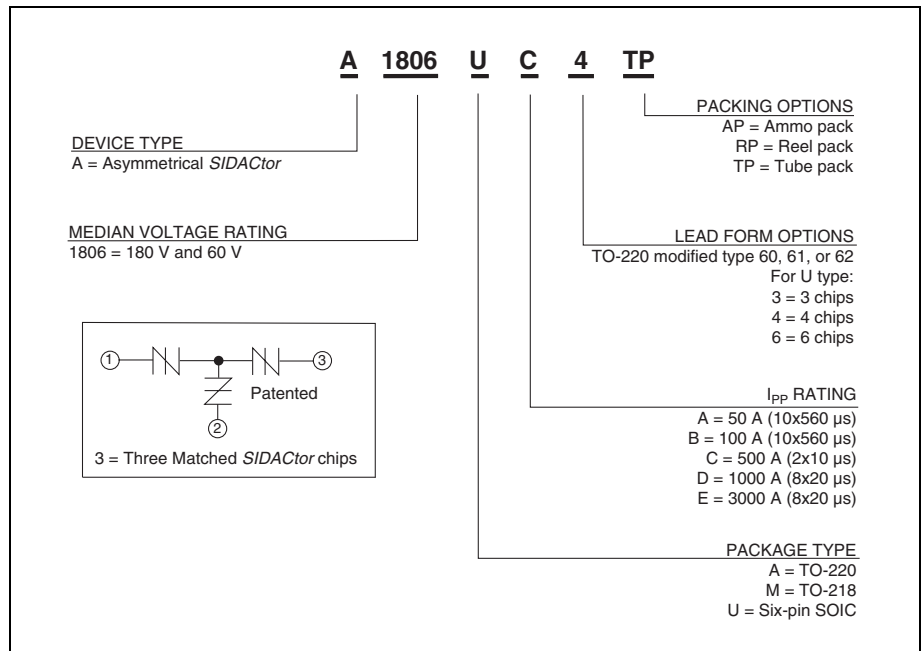 A 1806 U C 4 TP
PACKING OPTIONS
AP = Ammo pack
RP = Reel pack
TP = Tube pack
DEVICE TYPE
A = Asymmetrical SIDACtor
MEDIAN VOLTAGE RATING
1806 = 180 V and 60 V
LEAD FORM OPTIONS
TO-220 modified type 60, 61, or 62
For U type:
3 = 3 chips
4 = 4 chips
6 = 6 chips
1
3
Patented
2
3 = Three Matched SIDACtor chips
IPP RATING
A = 50 A (10x560 µs)
B = 100 A (10x560 µs)
C = 500 A (2x10 µs)
D = 1000 A (8x20 µs)
E = 3000 A (8x20 µs)
PACKAGE TYPE
A = TO-220
M = TO-218
U = Six-pin SOIC